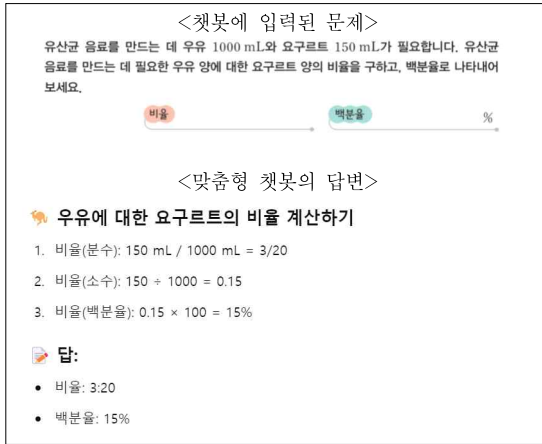 <챗봇에 입력된 문제>
유산균 음료를 만드는 데 우유 1000 mL와 요구르트 150 mL가 필요합니다. 유산균
음료를 만드는 데 필요한 우유 양에 대한 요구르트 양의 비율을 구하고, 백분율로 나타내어
보세요.
비율 백분율 %
<맞춤형 챗봇의 답변>
우유에 대한 요구르트의 비율 계산하기
1. 비율(분수): 150 mL / 1000 mL = 3/20
2. 비율(소수): 150 ÷ 1000 = 0.15
3. 비율(백분율): 0.15 × 100 = 15%
답:
• 비율: 3:20
• 백분율: 15%